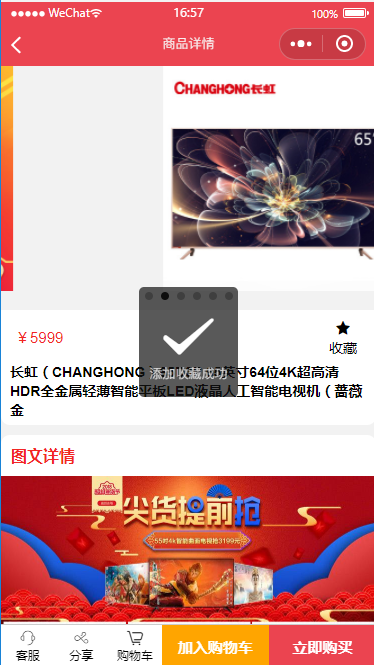 WeChat
16:57
100%
商品详情
CHANGHONG长虹
65"
￥5999
收藏
添加收藏成功
长虹（CHANGHONG
英寸64位4K超高清
HDR全金属轻薄智能平板LED液晶人工智能电视机（蔷薇
金
图文详情
尖货提前抢
55吋4k智能曲面电视抢3199元
客服
分享
购物车
加入购物车
立即购买